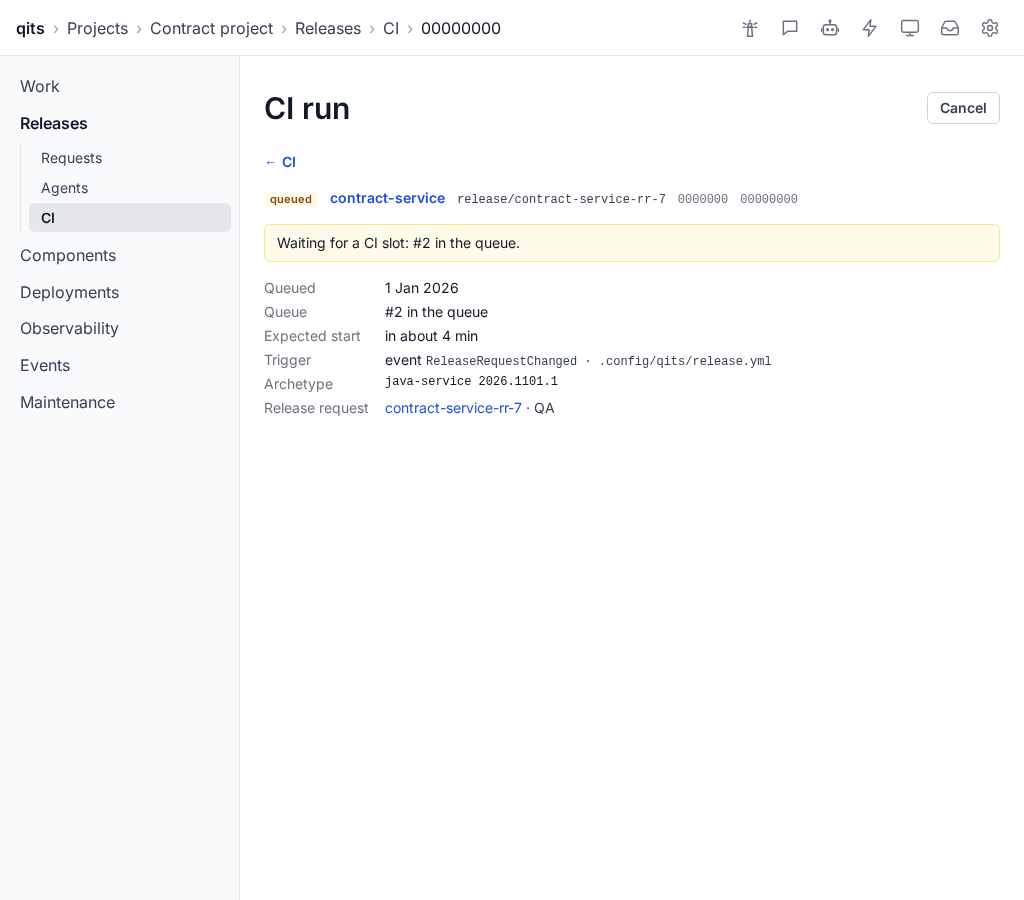 qits › Projects › Contract project › Releases › CI › 00000000
Work
Releases
Requests
Agents
CI
Components
Deployments
Observability
Events
Maintenance
CI run
Cancel
← CI
queued contract-service release/contract-service-rr-7 0000000 00000000
Waiting for a CI slot: #2 in the queue.
Queued 1 Jan 2026
Queue #2 in the queue
Expected start in about 4 min
Trigger event ReleaseRequestChanged · .config/qits/release.yml
Archetype java-service 2026.1101.1
Release request contract-service-rr-7 · QA